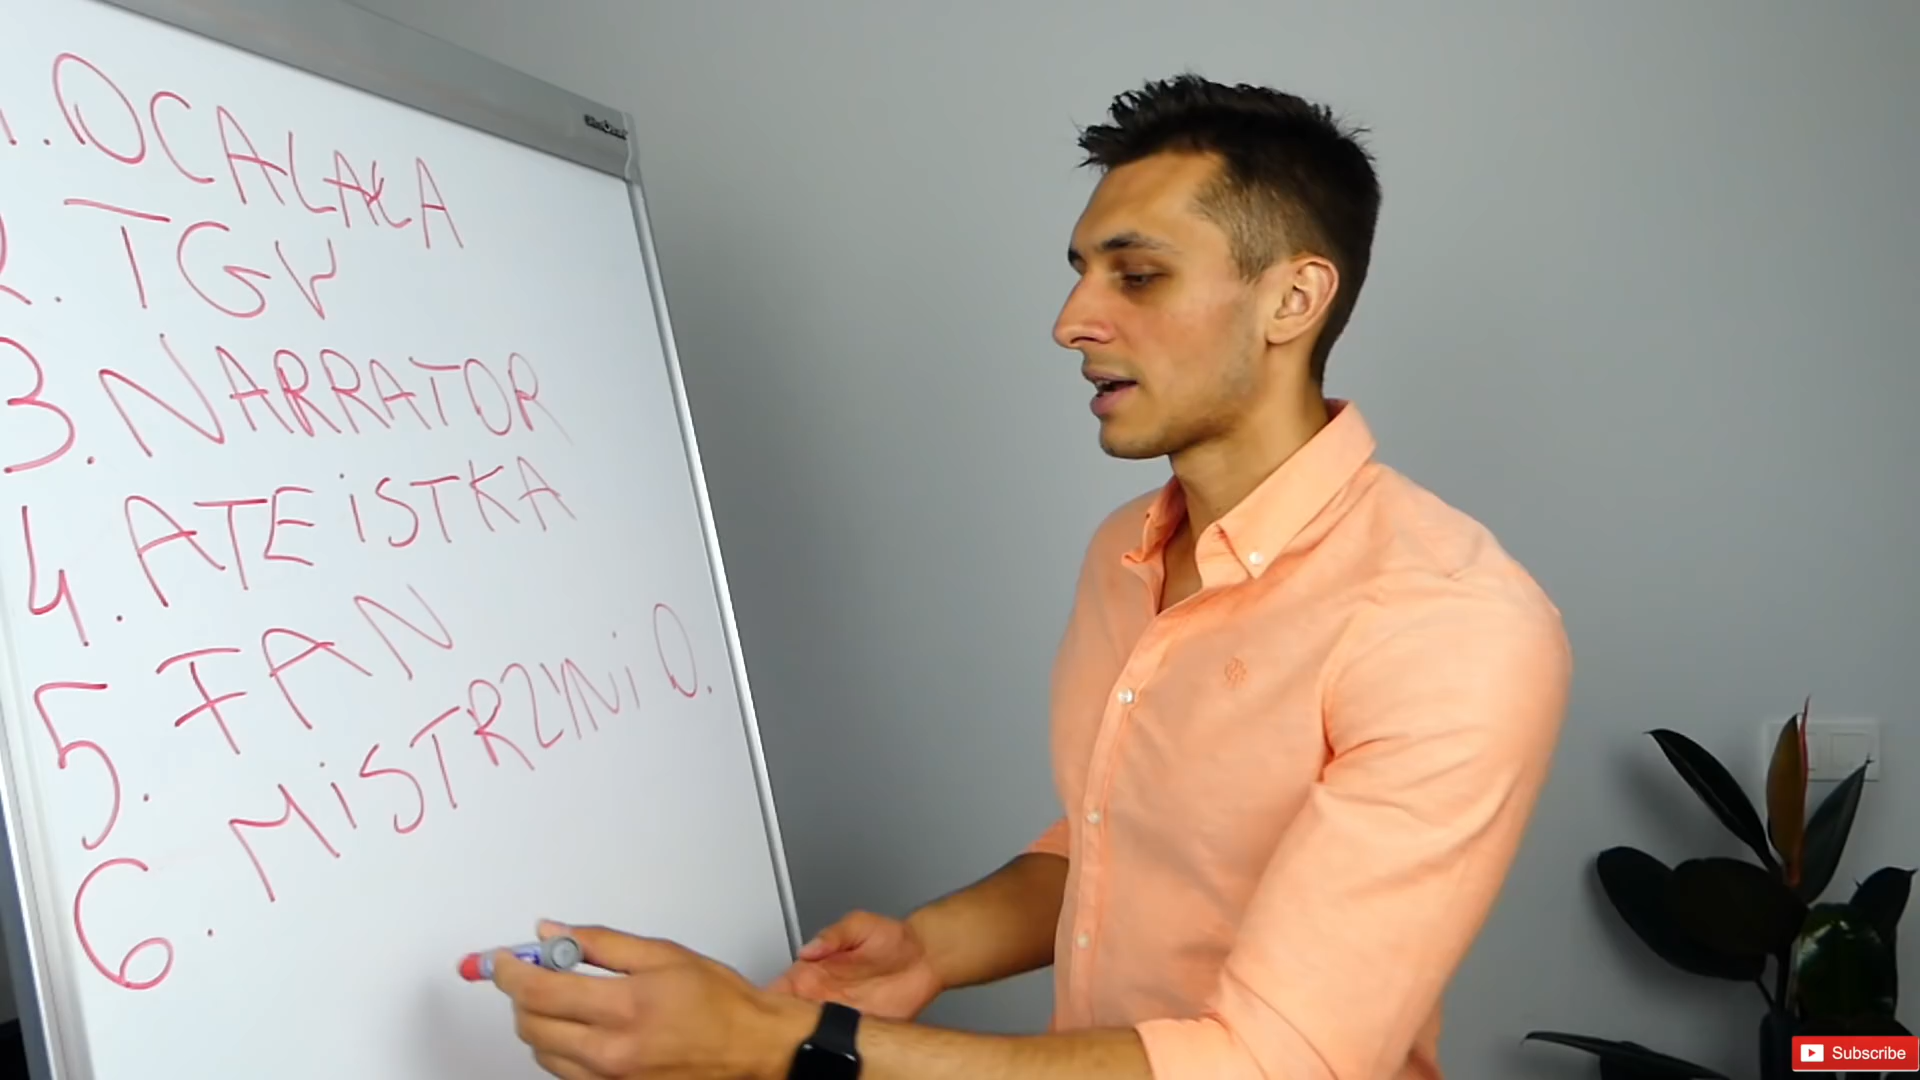 1. OCALAŁA
2. TGV
3. NARRATOR
4. ATEiSTKA
5. FAN
6. MiSTRZYNi O.
Subscribe